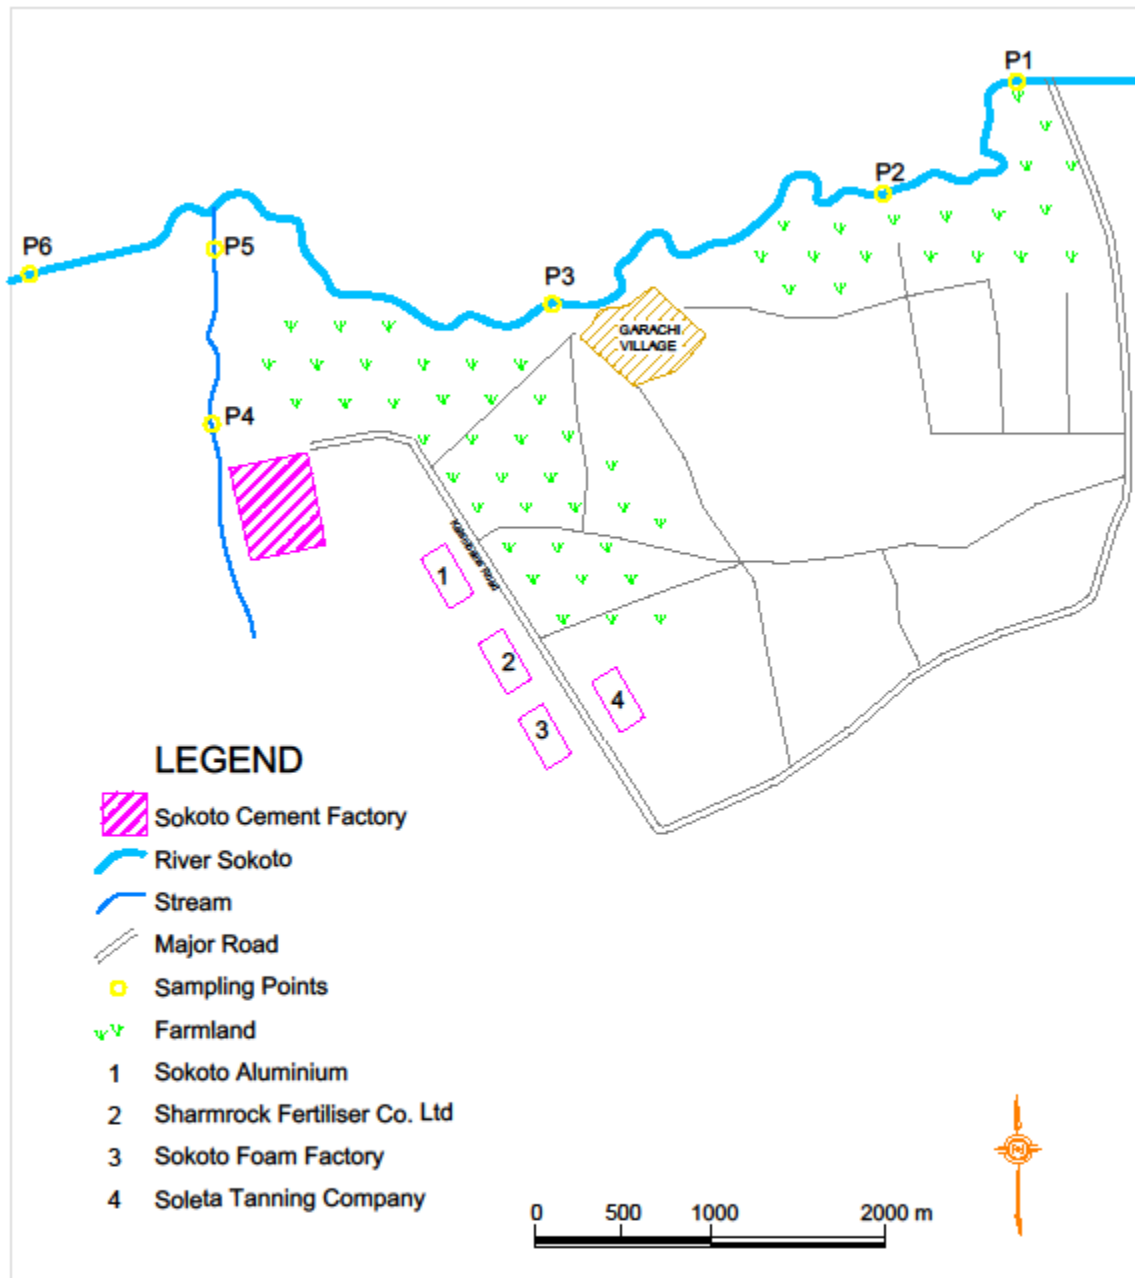 P1
P2
P6
P5
P3
GARACHI
VILLAGE
P4
Road
1
2
4
3
LEGEND
Sokoto Cement Factory
River Sokoto
Stream
Major Road
Sampling Points
Farmland
1 Sokoto Aluminium
2 Sharmrock Fertiliser Co. Ltd
3 Sokoto Foam Factory
4 Soleta Tanning Company
0 500 1000 2000 m